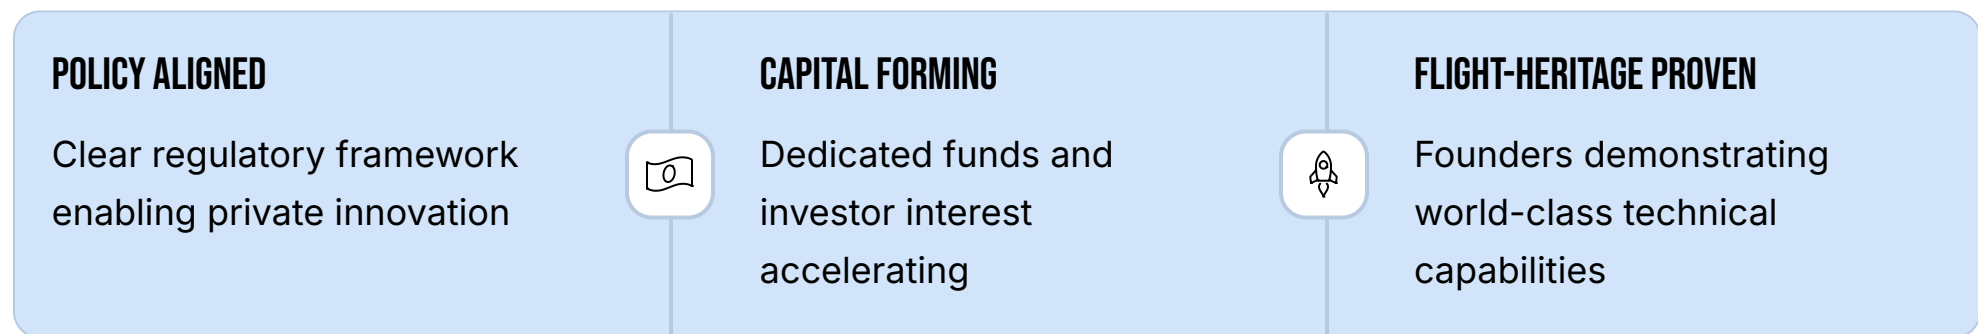 POLICY ALIGNED
Clear regulatory framework
enabling private innovation
CAPITAL FORMING
Dedicated funds and
investor interest
accelerating
FLIGHT-HERITAGE PROVEN
Founders demonstrating
world-class technical
capabilities